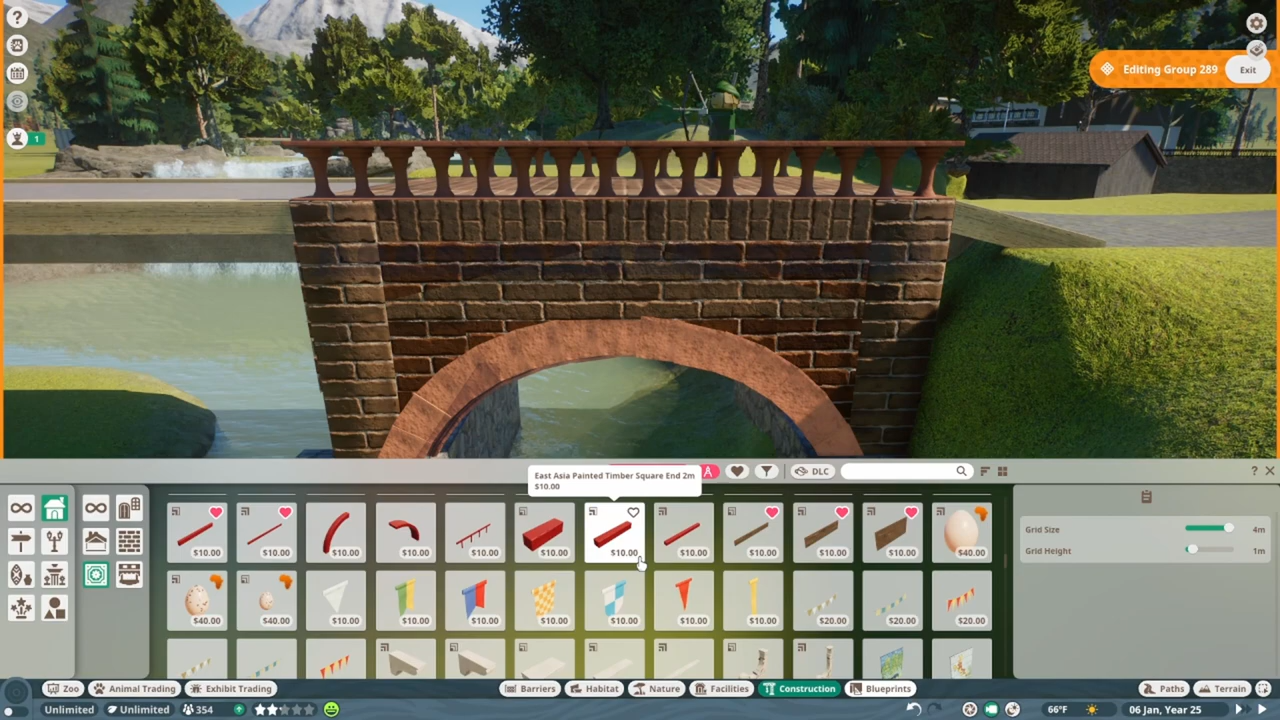 ?
Editing Group 289
Exit
1
East Asia Painted Timber Square End 2m
$10.00
A
DLC
? ×
$10.00 $10.00 $10.00 $10.00 $10.00 $10.00 $10.00 $10.00 $10.00 $10.00 $10.00 $40.00
Grid Size 4m
Grid Height 1m
$40.00 $40.00 $10.00 $10.00 $10.00 $10.00 $10.00 $10.00 $10.00 $20.00 $20.00 $20.00
Zoo Animal Trading Exhibit Trading Barriers Habitat Nature Facilities Construction Blueprints Paths Terrain
Unlimited Unlimited 354 66°F 06 Jan, Year 25